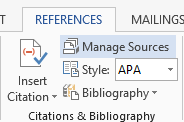 T REFERENCES MAILINGS
Manage Sources
Insert Citation
Style: APA
Bibliography
Citations & Bibliography